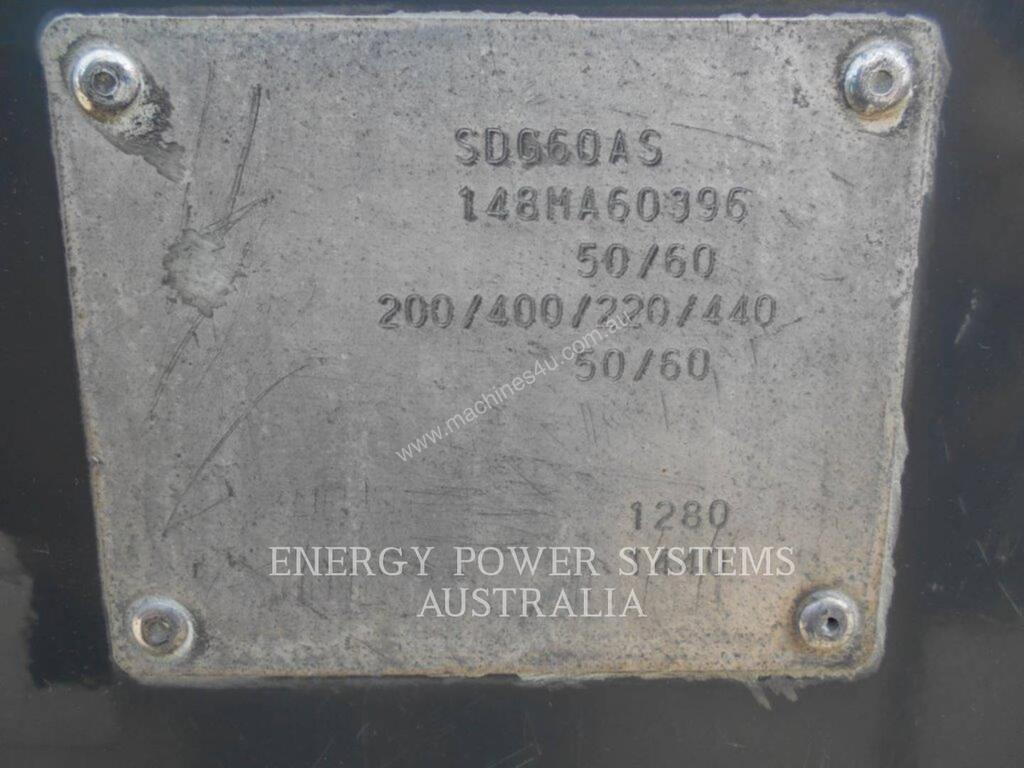 SDG60AS
148MA60396
50/60
200/400/220/440
50/60
www.machines4u.com.au
1280
ENERGY POWER SYSTEMS
AUSTRALIA